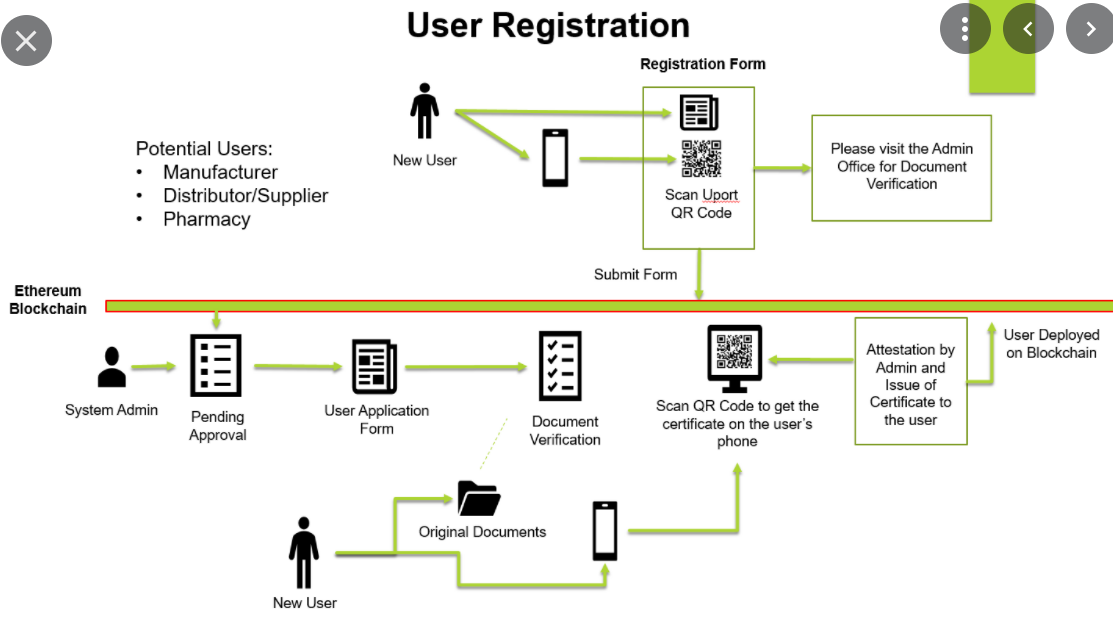 User Registration
Registration Form
New User
Potential Users:
• Manufacturer
• Distributor/Supplier
• Pharmacy
Scan Uport
QR Code
Please visit the Admin
Office for Document
Verification
Submit Form
Ethereum
Blockchain
System Admin
Pending
Approval
User Application
Form
Document
Verification
Scan QR Code to get the
certificate on the user's
phone
Attestation by
Admin and
Issue of
Certificate to
the user
User Deployed
on Blockchain
Original Documents
New User